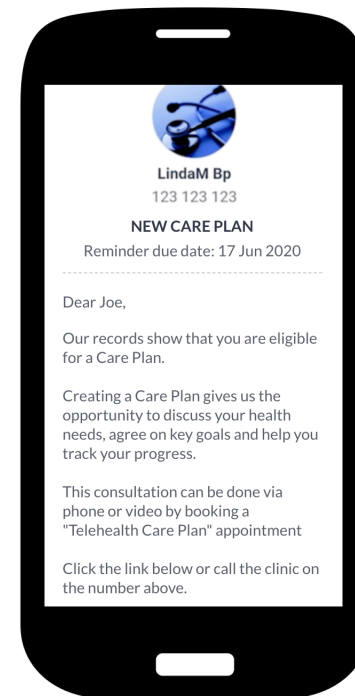 LindaM Bp
123 123 123
NEW CARE PLAN
Reminder due date: 17 Jun 2020
Dear Joe,
Our records show that you are eligible
for a Care Plan.
Creating a Care Plan gives us the
opportunity to discuss your health
needs, agree on key goals and help you
track your progress.
This consultation can be done via
phone or video by booking a
"Telehealth Care Plan" appointment
Click the link below or call the clinic on
the number above.